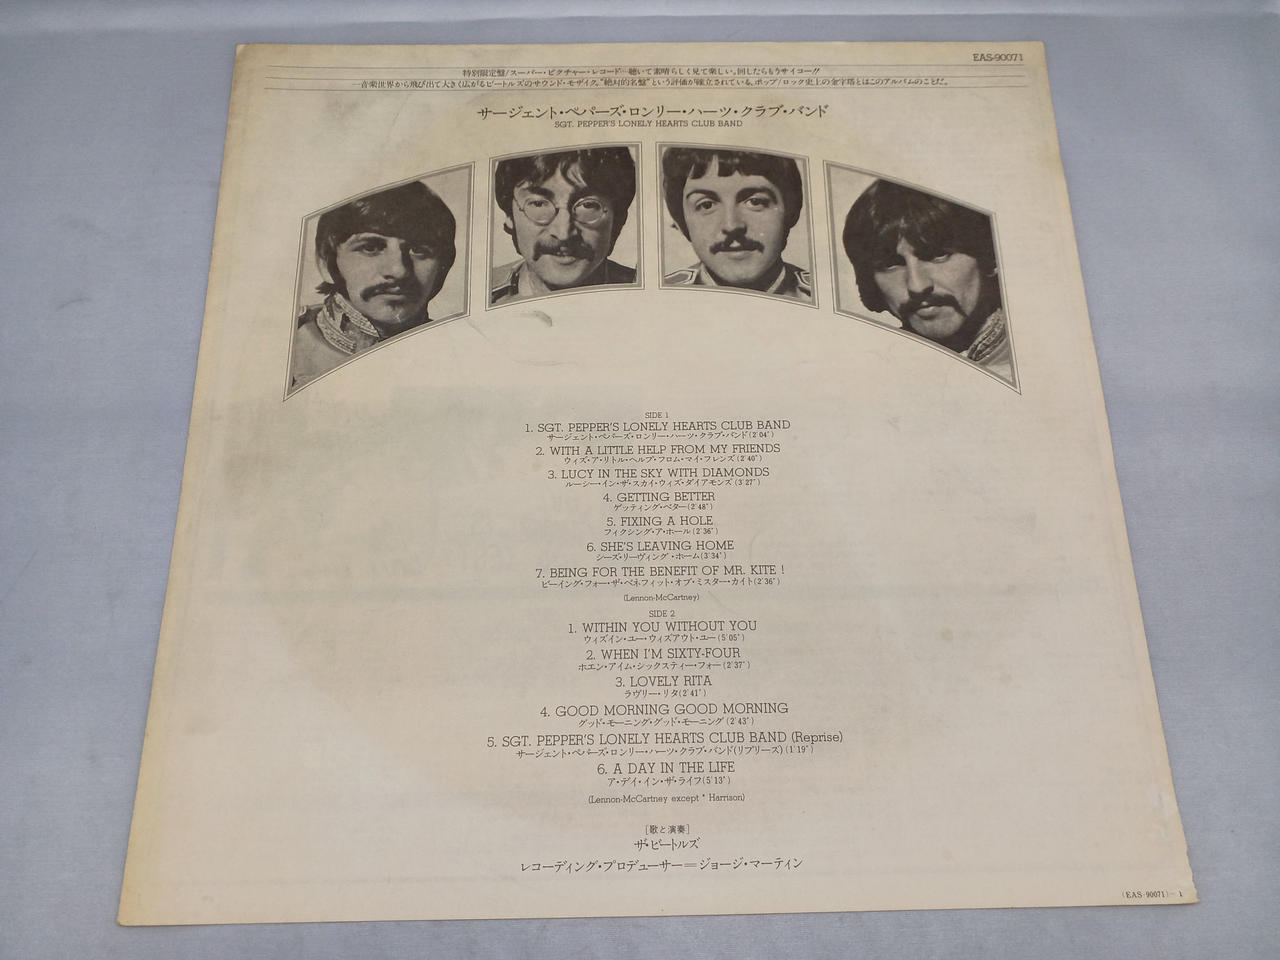 EAS-90071
特別限定盤/スーパー・ピクチャー・レコード…聴いて素晴らしく見て楽しい。回したらもうサイコー!!
音楽世界から飛び出て大きく広がるビートルズのサウンド・モザイク。"絶対的名盤"という評価が確立されている、ポップ/ロック史上の金字塔とはこのアルバムのことだ。
サージェント・ペパーズ・ロンリー・ハーツ・クラブ・バンド
SGT. PEPPER'S LONELY HEARTS CLUB BAND
SIDE 1
1. SGT. PEPPER'S LONELY HEARTS CLUB BAND
サージェント・ペパーズ・ロンリー・ハーツ・クラブ・バンド(2'04")
2. WITH A LITTLE HELP FROM MY FRIENDS
ウィズ・ア・リトル・ヘルプ・フロム・マイ・フレンズ(2'40")
3. LUCY IN THE SKY WITH DIAMONDS
ルーシー・イン・ザ・スカイ・ウィズ・ダイアモンズ(3'27")
4. GETTING BETTER
ゲッティング・ベター(2'48")
5. FIXING A HOLE
フィクシング・ア・ホール(2'36")
6. SHE'S LEAVING HOME
シーズ・リーヴィング・ホーム(3'34")
7. BEING FOR THE BENEFIT OF MR. KITE !
ビーイング・フォー・ザ・ベネフィット・オブ・ミスター・カイト(2'36")
(Lennon-McCartney)
SIDE 2
1. WITHIN YOU WITHOUT YOU
ウィズイン・ユー・ウィズアウト・ユー(5'05")
2. WHEN I'M SIXTY-FOUR
ホエン・アイム・シックスティー・フォー(2'37")
3. LOVELY RITA
ラヴリー・リタ(2'41")
4. GOOD MORNING GOOD MORNING
グッド・モーニング・グッド・モーニング(2'43")
5. SGT. PEPPER'S LONELY HEARTS CLUB BAND (Reprise)
サージェント・ペパーズ・ロンリー・ハーツ・クラブ・バンド(リプリーズ)(1'19")
6. A DAY IN THE LIFE
ア・デイ・イン・ザ・ライフ(5'13")
(Lennon-McCartney except * Harrison)
[歌と演奏]
ザ・ビートルズ
レコーディング・プロデューサー=ジョージ・マーティン
(EAS-90071)-1